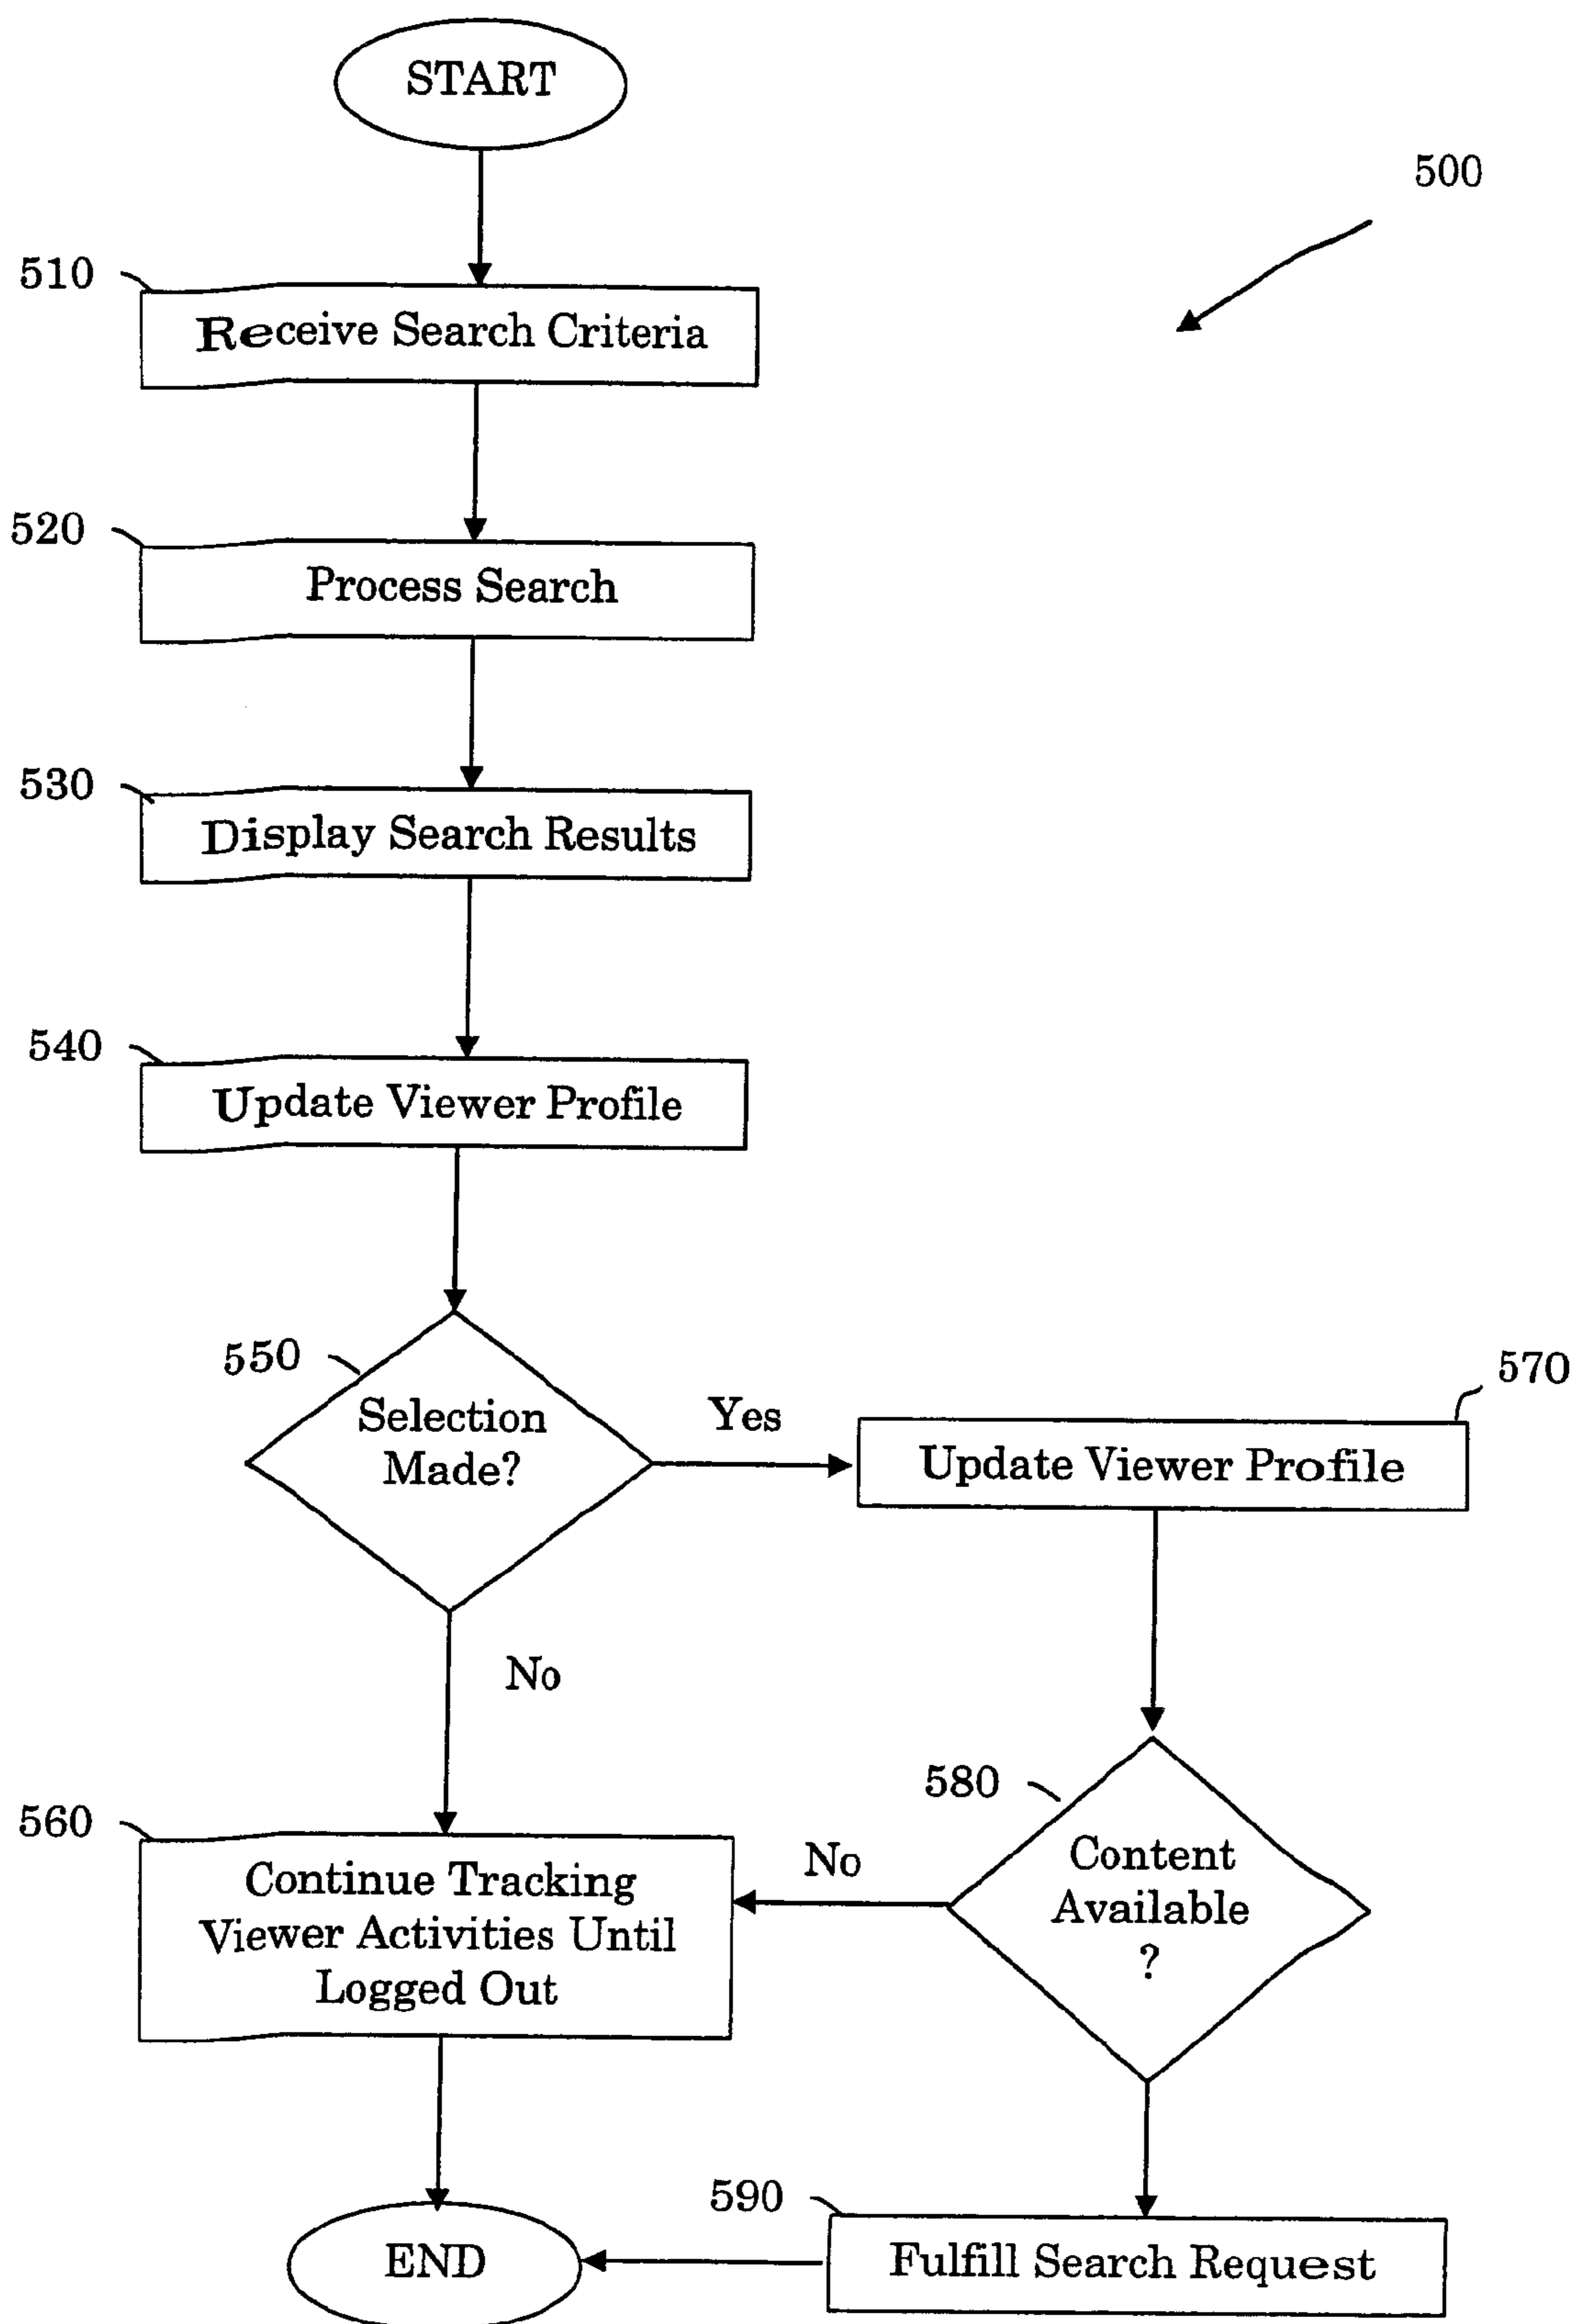 START
500
510
Receive Search Criteria
520
Process Search
530
Display Search Results
540
Update Viewer Profile
550
Selection
Made?
Yes
570
Update Viewer Profile
No
580
Content
Available
?
No
560
Continue Tracking
Viewer Activities Until
Logged Out
590
Fulfill Search Request
END